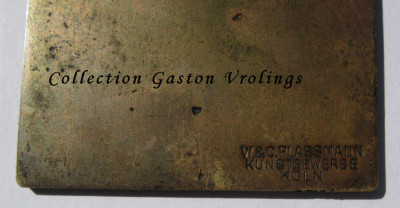 Collection Gaston Vrolings
W.&C. PLASSMANN
KUNSTGEWERBE
KÖLN